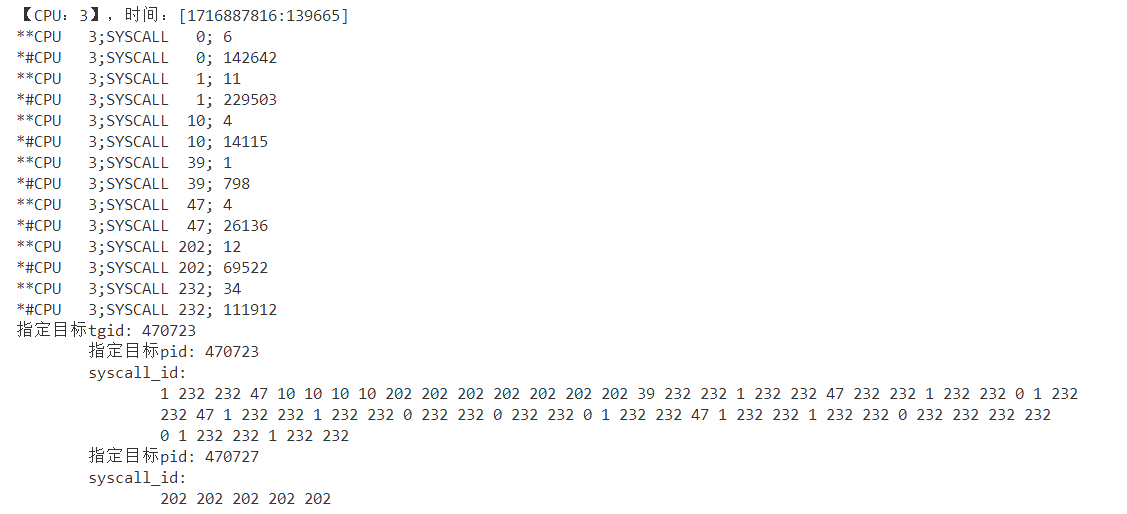 【CPU：3】，时间：[1716887816:139665]
**CPU   3;SYSCALL   0; 6
*#CPU   3;SYSCALL   0; 142642
**CPU   3;SYSCALL   1; 11
*#CPU   3;SYSCALL   1; 229503
**CPU   3;SYSCALL  10; 4
*#CPU   3;SYSCALL  10; 14115
**CPU   3;SYSCALL  39; 1
*#CPU   3;SYSCALL  39; 798
**CPU   3;SYSCALL  47; 4
*#CPU   3;SYSCALL  47; 26136
**CPU   3;SYSCALL 202; 12
*#CPU   3;SYSCALL 202; 69522
**CPU   3;SYSCALL 232; 34
*#CPU   3;SYSCALL 232; 111912
指定目标tgid: 470723
        指定目标pid: 470723
        syscall_id:
                1 232 232 47 10 10 10 10 202 202 202 202 202 202 202 39 232 232 1 232 232 47 232 232 1 232 232 0 1 232
                232 47 1 232 232 1 232 232 0 232 232 0 232 232 0 1 232 232 47 1 232 232 1 232 232 0 232 232 232 232
                0 1 232 232 1 232 232
        指定目标pid: 470727
        syscall_id:
                202 202 202 202 202